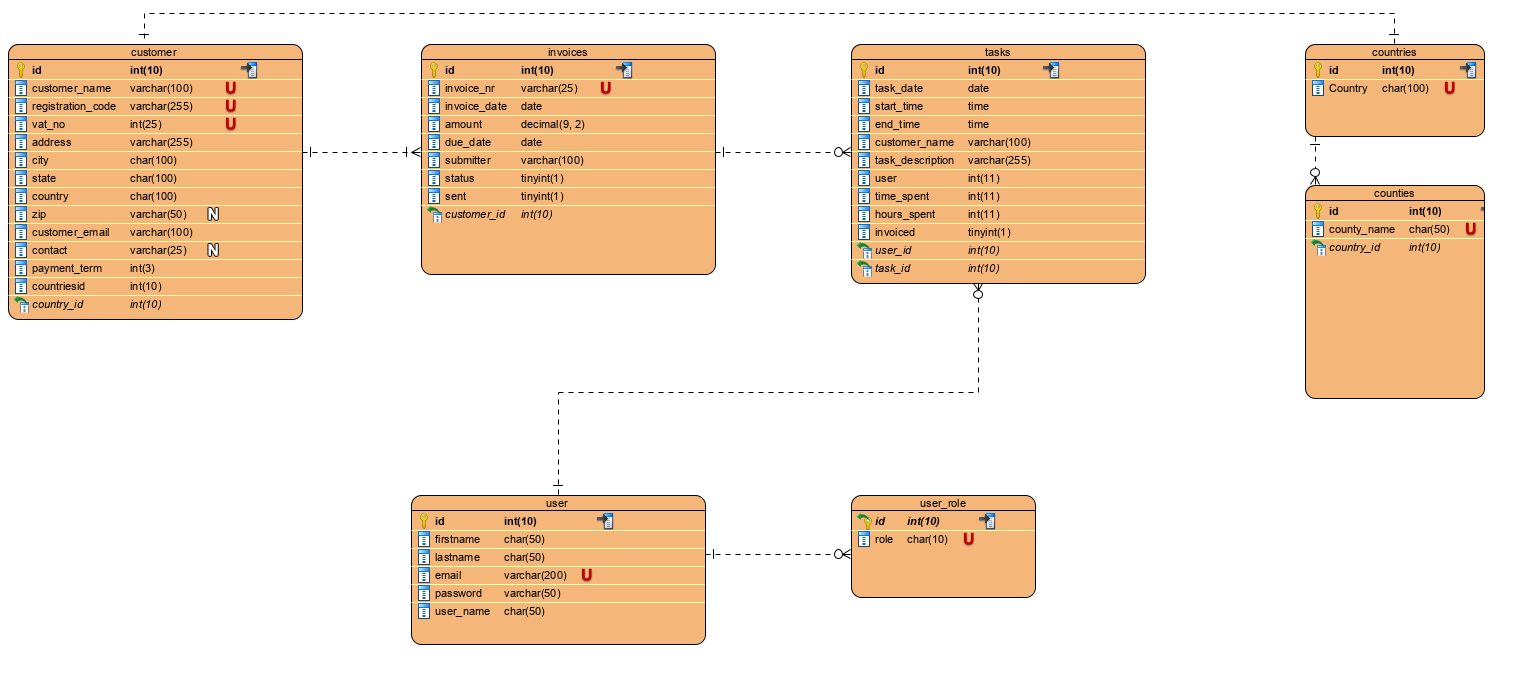 customer
id int(10)
customer_name varchar(100) U
registration_code varchar(255) U
vat_no int(25) U
address varchar(255)
city char(100)
state char(100)
country char(100)
zip varchar(50) N
customer_email varchar(100)
contact varchar(25) N
payment_term int(3)
countriesid int(10)
country_id int(10)
invoices
id int(10)
invoice_nr varchar(25) U
invoice_date date
amount decimal(9, 2)
due_date date
submitter varchar(100)
status tinyint(1)
sent tinyint(1)
customer_id int(10)
tasks
id int(10)
task_date date
start_time time
end_time time
customer_name varchar(100)
task_description varchar(255)
user int(11)
time_spent int(11)
hours_spent int(11)
invoiced tinyint(1)
user_id int(10)
task_id int(10)
countries
id int(10)
Country char(100) U
counties
id int(10)
county_name char(50) U
country_id int(10)
user
id int(10)
firstname char(50)
lastname char(50)
email varchar(200) U
password varchar(50)
user_name char(50)
user_role
id int(10)
role char(10) U